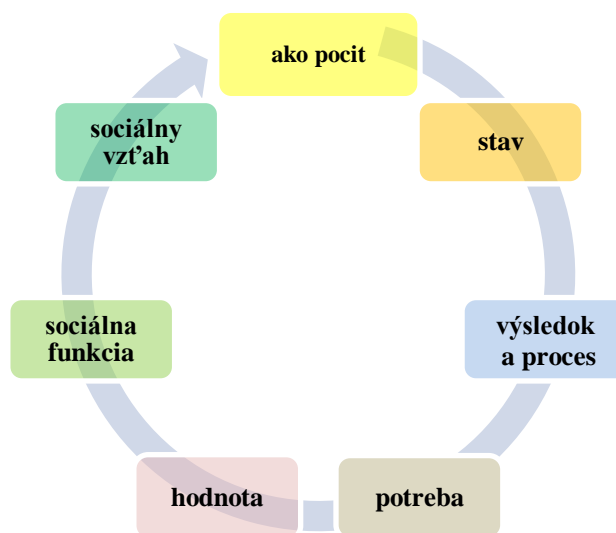 ako pocit
stav
výsledok
a proces
potreba
hodnota
sociálna
funkcia
sociálny
vzťah